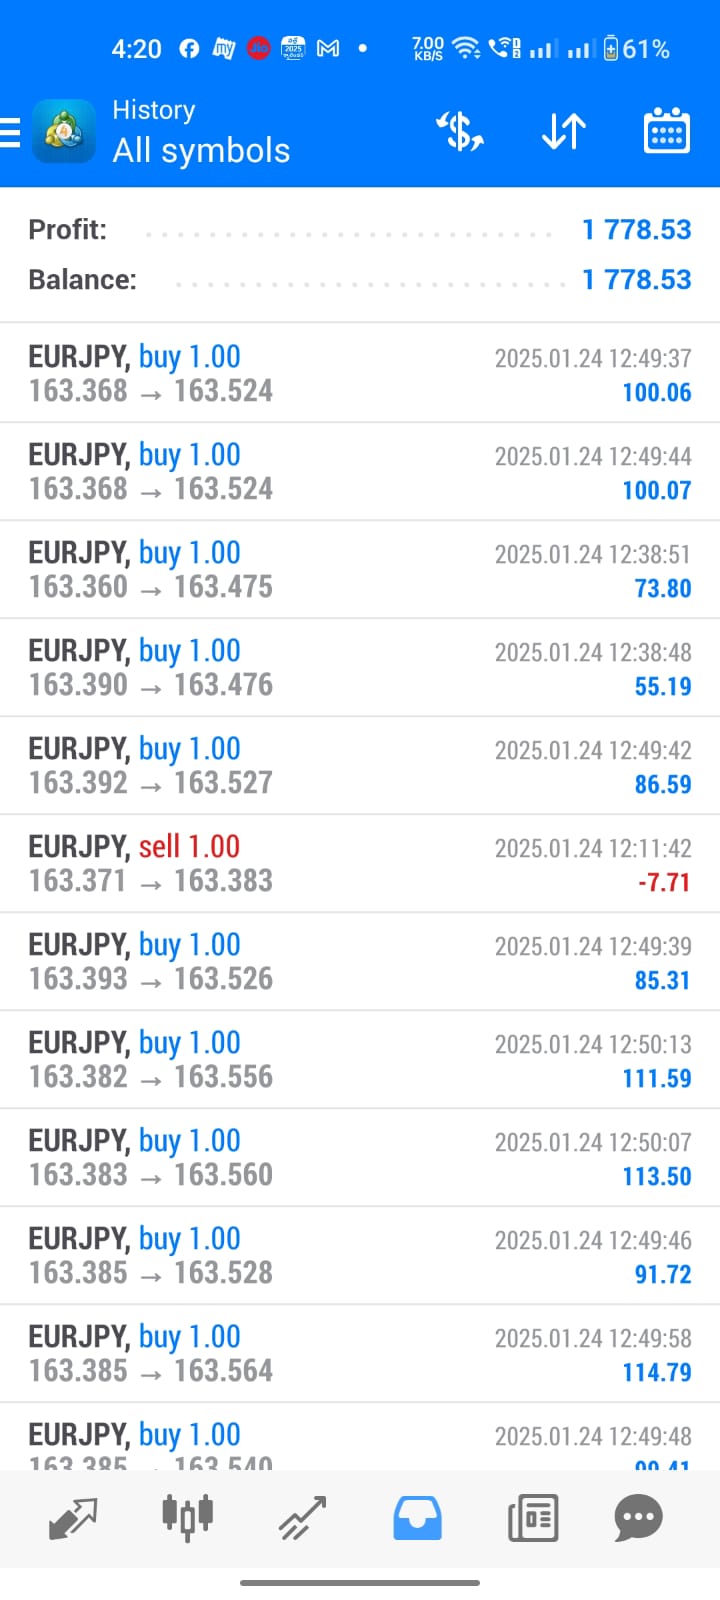 4:20
my
Jio
2025
7.00 KB/S
61%
History
All symbols
Profit: 1 778.53
Balance: 1 778.53
EURJPY, buy 1.00 2025.01.24 12:49:37
163.368 → 163.524 100.06
EURJPY, buy 1.00 2025.01.24 12:49:44
163.368 → 163.524 100.07
EURJPY, buy 1.00 2025.01.24 12:38:51
163.360 → 163.475 73.80
EURJPY, buy 1.00 2025.01.24 12:38:48
163.390 → 163.476 55.19
EURJPY, buy 1.00 2025.01.24 12:49:42
163.392 → 163.527 86.59
EURJPY, sell 1.00 2025.01.24 12:11:42
163.371 → 163.383 -7.71
EURJPY, buy 1.00 2025.01.24 12:49:39
163.393 → 163.526 85.31
EURJPY, buy 1.00 2025.01.24 12:50:13
163.382 → 163.556 111.59
EURJPY, buy 1.00 2025.01.24 12:50:07
163.383 → 163.560 113.50
EURJPY, buy 1.00 2025.01.24 12:49:46
163.385 → 163.528 91.72
EURJPY, buy 1.00 2025.01.24 12:49:58
163.385 → 163.564 114.79
EURJPY, buy 1.00 2025.01.24 12:49:48
163.385 → 163.540